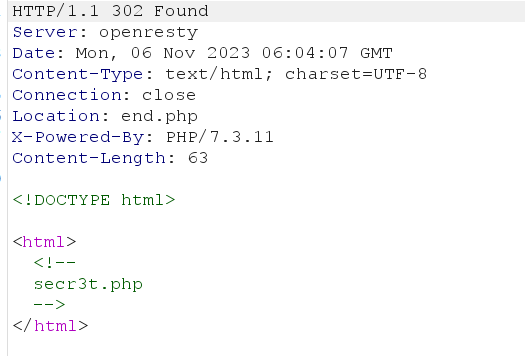 HTTP/1.1 302 Found
Server: openresty
Date: Mon, 06 Nov 2023 06:04:07 GMT
Content-Type: text/html; charset=UTF-8
Connection: close
Location: end.php
X-Powered-By: PHP/7.3.11
Content-Length: 63

<!DOCTYPE html>

<html>
  <!--
  secr3t.php
  -->
</html>